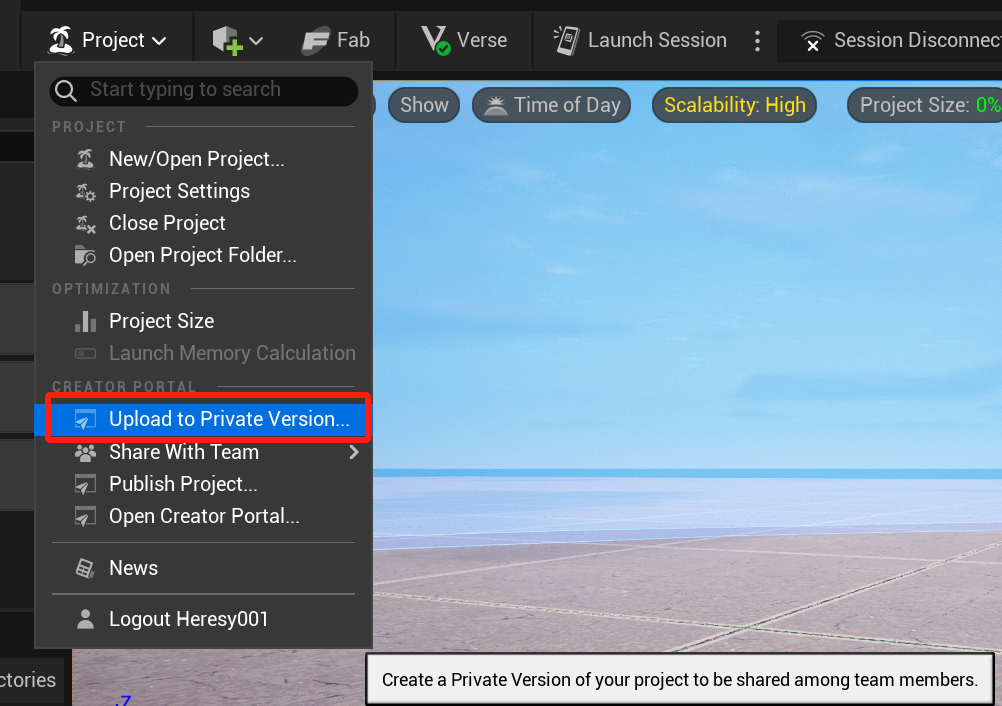 Project
Fab
Verse
Launch Session
Session Disconnect
Start typing to search
Show
Time of Day
Scalability: High
Project Size: 0%
PROJECT
New/Open Project...
Project Settings
Close Project
Open Project Folder...
OPTIMIZATION
Project Size
Launch Memory Calculation
CREATOR PORTAL
Upload to Private Version...
Share With Team
Publish Project...
Open Creator Portal...
News
Logout Heresy001
ctories
Create a Private Version of your project to be shared among team members.
Z